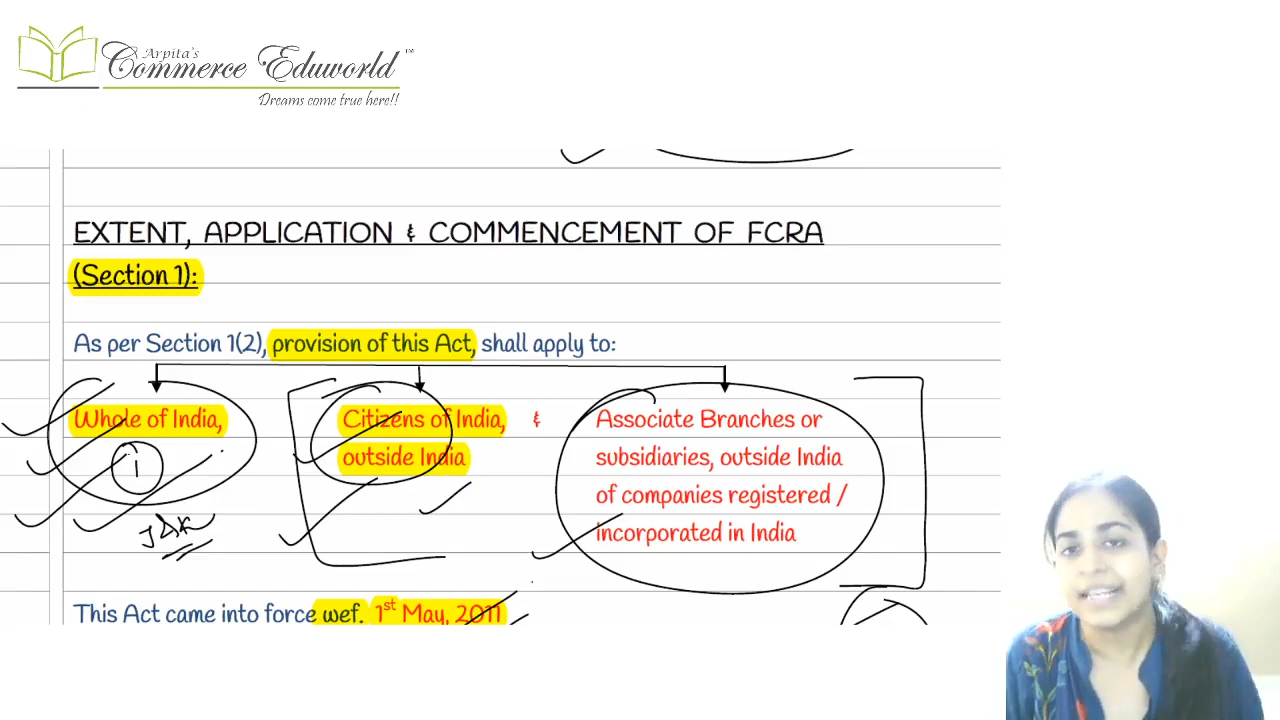 Arpita's
Commerce Eduworld™
Dreams come true here!!
EXTENT, APPLICATION & COMMENCEMENT OF FCRA
(Section 1):
As per Section 1(2), provision of this Act, shall apply to:
Whole of India,
Citizens of India, &
outside India
Associate Branches or
subsidiaries, outside India
of companies registered /
incorporated in India
1
J&K
This Act came into force wef. 1st May, 2011